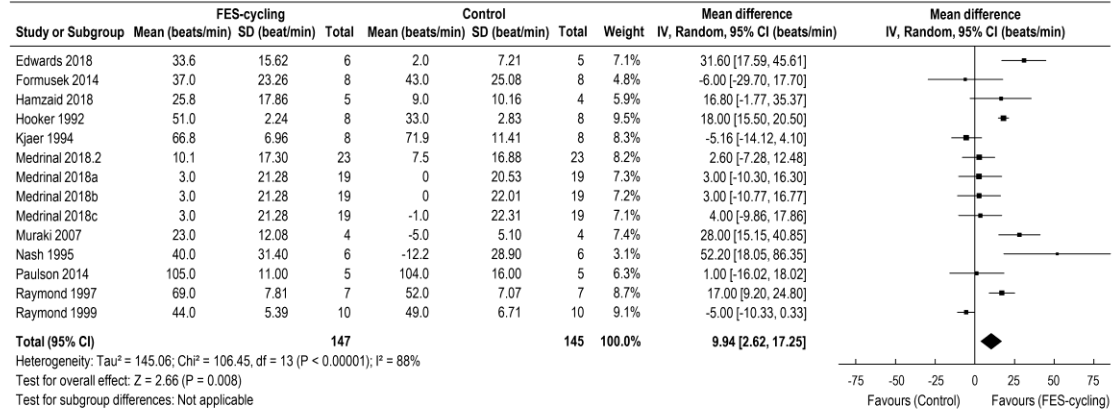 FES-cycling Control Mean difference Mean difference
Study or Subgroup Mean (beats/min) SD (beat/min) Total Mean (beats/min) SD (beat/min) Total Weight IV, Random, 95% CI (beats/min) IV, Random, 95% CI (beats/min)
Edwards 2018 33.6 15.62 6 2.0 7.21 5 7.1% 31.60 [17.59, 45.61]
Formusek 2014 37.0 23.26 8 43.0 25.08 8 4.8% -6.00 [-29.70, 17.70]
Hamzaid 2018 25.8 17.86 5 9.0 10.16 4 5.9% 16.80 [-1.77, 35.37]
Hooker 1992 51.0 2.24 8 33.0 2.83 8 9.5% 18.00 [15.50, 20.50]
Kjaer 1994 66.8 6.96 8 71.9 11.41 8 8.3% -5.16 [-14.12, 4.10]
Medrinal 2018.2 10.1 17.30 23 7.5 16.88 23 8.2% 2.60 [-7.28, 12.48]
Medrinal 2018a 3.0 21.28 19 0 20.53 19 7.3% 3.00 [-10.30, 16.30]
Medrinal 2018b 3.0 21.28 19 0 22.01 19 7.2% 3.00 [-10.77, 16.77]
Medrinal 2018c 3.0 21.28 19 -1.0 22.31 19 7.1% 4.00 [-9.86, 17.86]
Muraki 2007 23.0 12.08 4 -5.0 5.10 4 7.4% 28.00 [15.15, 40.85]
Nash 1995 40.0 31.40 6 -12.2 28.90 6 3.0% 52.20 [18.05, 86.35]
Paulson 2014 105.0 11.00 5 104.0 16.00 5 6.3% 1.00 [-16.02, 18.02]
Raymond 1997 69.0 7.81 7 52.0 7.07 7 8.7% 17.00 [9.20, 24.80]
Raymond 1999 44.0 5.39 10 49.0 6.71 10 9.1% -5.00 [-10.33, 0.33]
Total (95% CI) 147 145 100.0% 9.94 [2.62, 17.25]
Heterogeneity: Tau² = 145.06; Chi² = 106.45, df = 13 (P < 0.00001); I² = 88%
Test for overall effect: Z = 2.66 (P = 0.008)
Test for subgroup differences: Not applicable
-75 -50 -25 0 25 50 75
Favours (Control) Favours (FES-cycling)